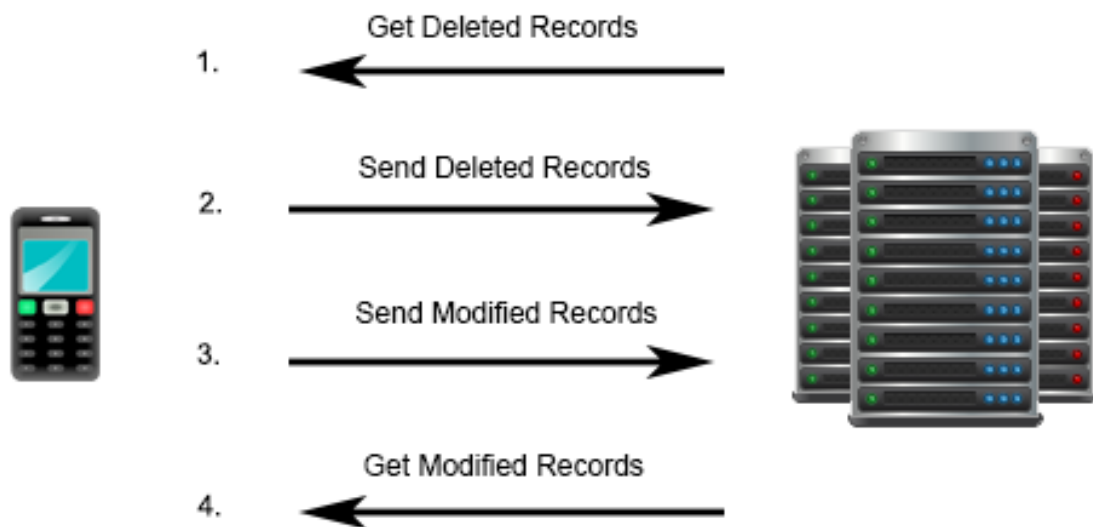 Get Deleted Records
1.
Send Deleted Records
2.
Send Modified Records
3.
Get Modified Records
4.